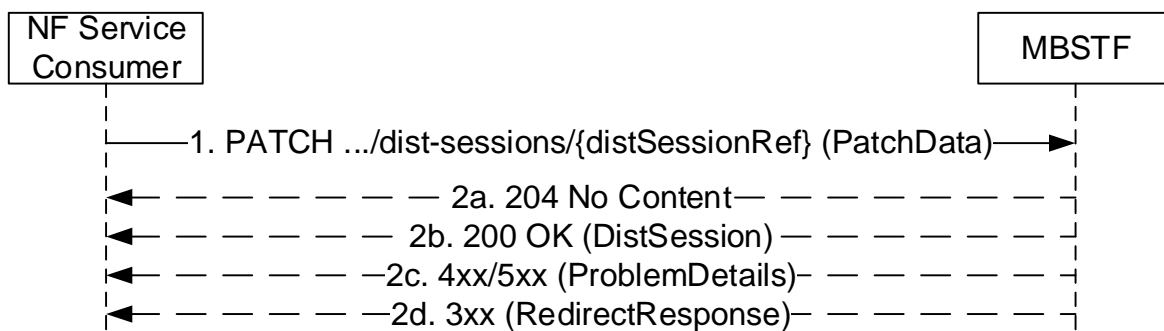 NF Service
Consumer
MBSTF
1. PATCH .../dist-sessions/{distSessionRef} (PatchData)
2a. 204 No Content
2b. 200 OK (DistSession)
2c. 4xx/5xx (ProblemDetails)
2d. 3xx (RedirectResponse)